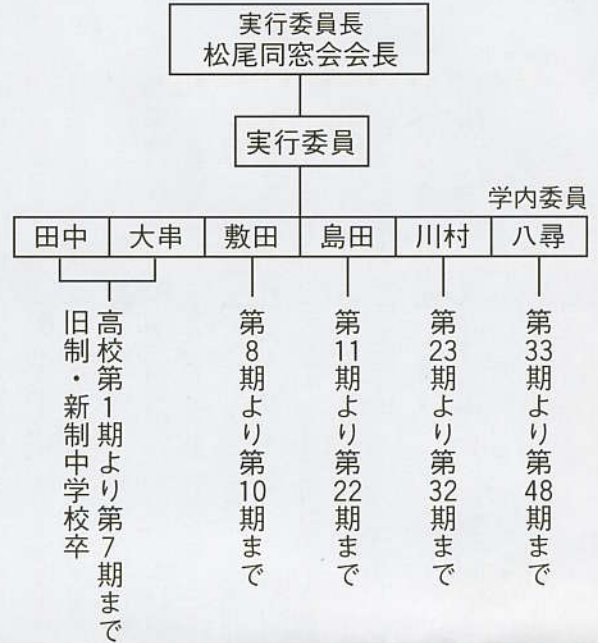 実行委員長
松尾同窓会会長
実行委員
学内委員
田中
大串
敷田
島田
川村
八尋
旧制・新制中学校卒
高校第1期より第7期まで
第8期より第10期まで
第11期より第22期まで
第23期より第32期まで
第33期より第48期まで